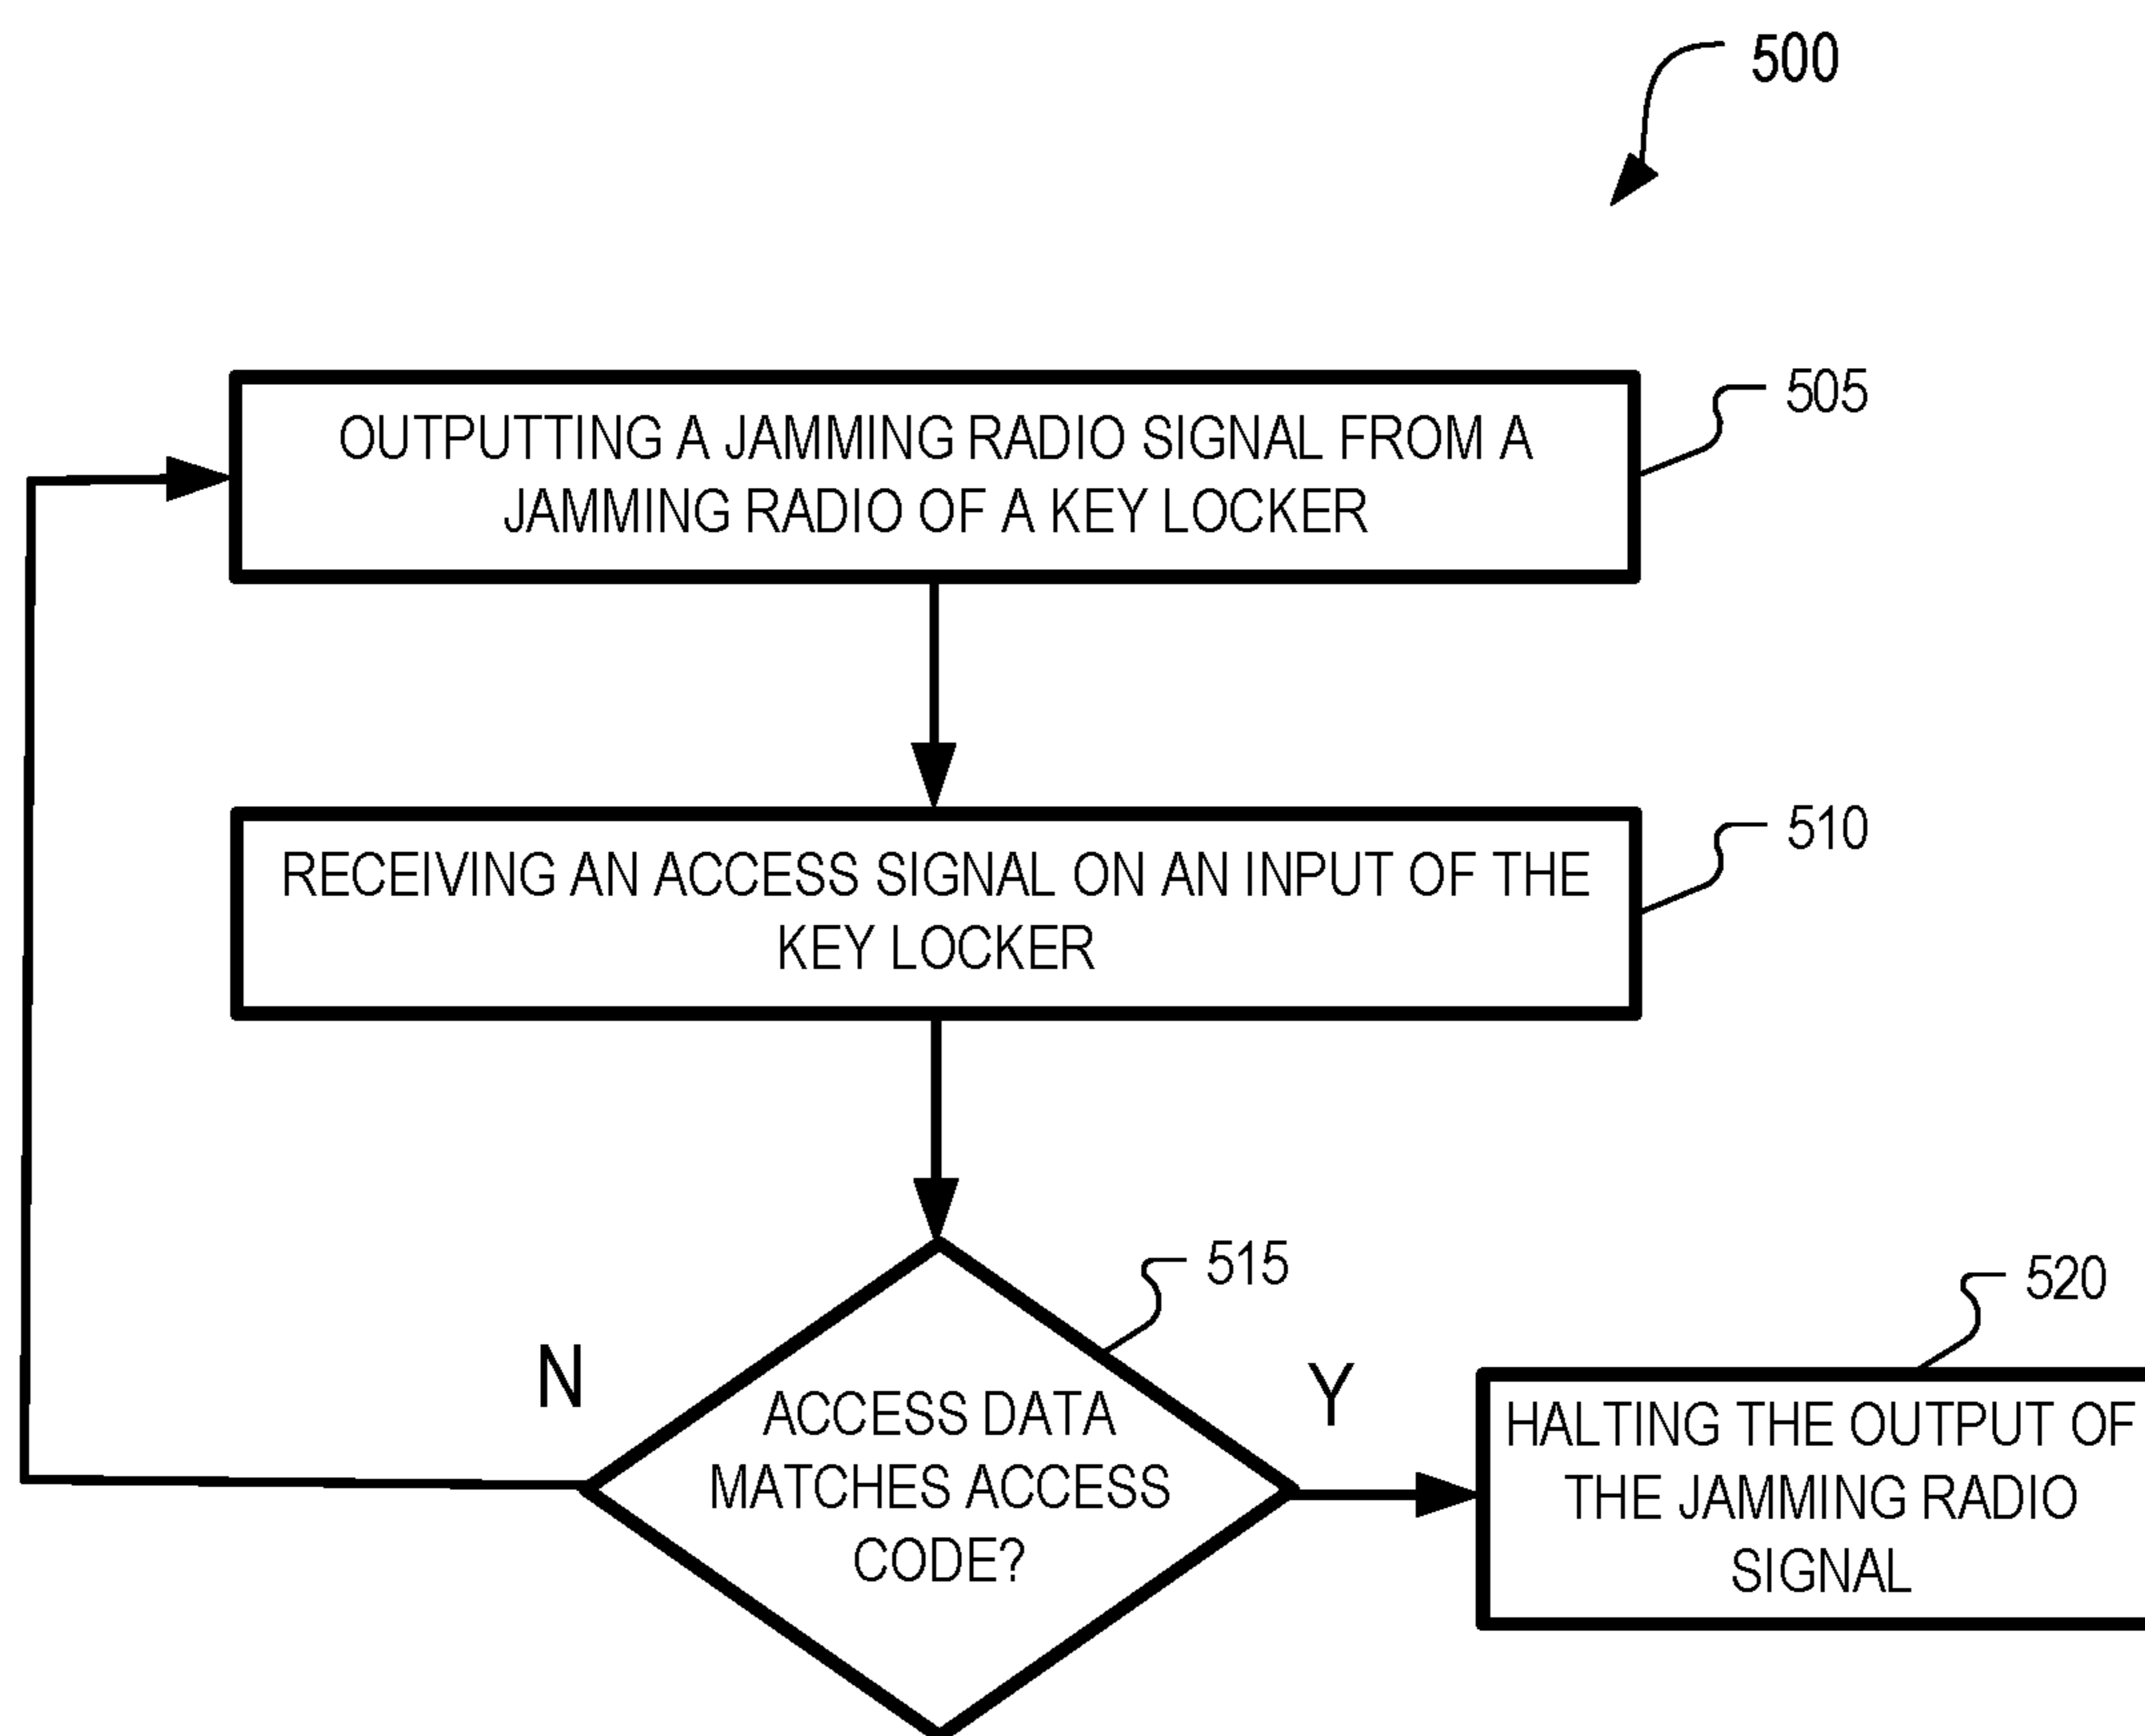 500
OUTPUTTING A JAMMING RADIO SIGNAL FROM A
JAMMING RADIO OF A KEY LOCKER
505
RECEIVING AN ACCESS SIGNAL ON AN INPUT OF THE
KEY LOCKER
510
515
520
N
Y
ACCESS DATA
MATCHES ACCESS
CODE?
HALTING THE OUTPUT OF
THE JAMMING RADIO
SIGNAL